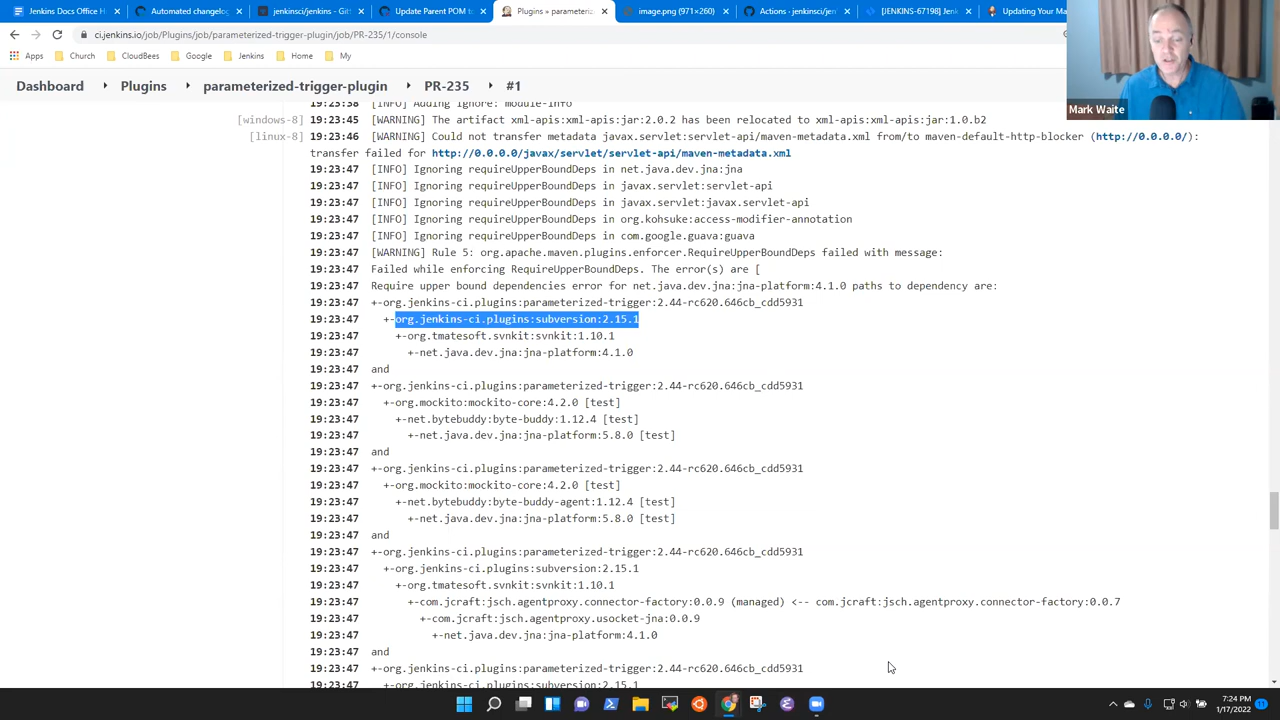 Jenkins Docs Office H
Automated changelog
jenkinsci/jenkins - Gitt
Update Parent POM to
Plugins » parameteriz
image.png (971×260)
Actions · jenkinsci/jen
[JENKINS-67198] Jenk
Updating Your Ma
ci.jenkins.io/job/Plugins/job/parameterized-trigger-plugin/job/PR-235/1/console
Apps Church CloudBees Google Jenkins Home My
Dashboard Plugins parameterized-trigger-plugin PR-235 #1
Mark Waite
19:23:38 [INFO] Adding ignore: module-info
[windows-8] 19:23:45 [WARNING] The artifact xml-apis:xml-apis:jar:2.0.2 has been relocated to xml-apis:xml-apis:jar:1.0.b2
[linux-8] 19:23:46 [WARNING] Could not transfer metadata javax.servlet:servlet-api/maven-metadata.xml from/to maven-default-http-blocker (http://0.0.0.0/):
transfer failed for http://0.0.0.0/javax/servlet/servlet-api/maven-metadata.xml
19:23:47 [INFO] Ignoring requireUpperBoundDeps in net.java.dev.jna:jna
19:23:47 [INFO] Ignoring requireUpperBoundDeps in javax.servlet:servlet-api
19:23:47 [INFO] Ignoring requireUpperBoundDeps in javax.servlet:javax.servlet-api
19:23:47 [INFO] Ignoring requireUpperBoundDeps in org.kohsuke:access-modifier-annotation
19:23:47 [INFO] Ignoring requireUpperBoundDeps in com.google.guava:guava
19:23:47 [WARNING] Rule 5: org.apache.maven.plugins.enforcer.RequireUpperBoundDeps failed with message:
19:23:47 Failed while enforcing RequireUpperBoundDeps. The error(s) are [
19:23:47 Require upper bound dependencies error for net.java.dev.jna:jna-platform:4.1.0 paths to dependency are:
19:23:47 +-org.jenkins-ci.plugins:parameterized-trigger:2.44-rc620.646cb_cdd5931
19:23:47 +-org.jenkins-ci.plugins:subversion:2.15.1
19:23:47 +-org.tmatesoft.svnkit:svnkit:1.10.1
19:23:47 +-net.java.dev.jna:jna-platform:4.1.0
19:23:47 and
19:23:47 +-org.jenkins-ci.plugins:parameterized-trigger:2.44-rc620.646cb_cdd5931
19:23:47 +-org.mockito:mockito-core:4.2.0 [test]
19:23:47 +-net.bytebuddy:byte-buddy:1.12.4 [test]
19:23:47 +-net.java.dev.jna:jna-platform:5.8.0 [test]
19:23:47 and
19:23:47 +-org.jenkins-ci.plugins:parameterized-trigger:2.44-rc620.646cb_cdd5931
19:23:47 +-org.mockito:mockito-core:4.2.0 [test]
19:23:47 +-net.bytebuddy:byte-buddy-agent:1.12.4 [test]
19:23:47 +-net.java.dev.jna:jna-platform:5.8.0 [test]
19:23:47 and
19:23:47 +-org.jenkins-ci.plugins:parameterized-trigger:2.44-rc620.646cb_cdd5931
19:23:47 +-org.jenkins-ci.plugins:subversion:2.15.1
19:23:47 +-org.tmatesoft.svnkit:svnkit:1.10.1
19:23:47 +-com.jcraft:jsch.agentproxy.connector-factory:0.0.9 (managed) <-- com.jcraft:jsch.agentproxy.connector-factory:0.0.7
19:23:47 +-com.jcraft:jsch.agentproxy.usocket-jna:0.0.9
19:23:47 +-net.java.dev.jna:jna-platform:4.1.0
19:23:47 and
19:23:47 +-org.jenkins-ci.plugins:parameterized-trigger:2.44-rc620.646cb_cdd5931
19:23:47 +-org.jenkins-ci.plugins:subversion:2.15.1
7:24 PM
1/17/2022